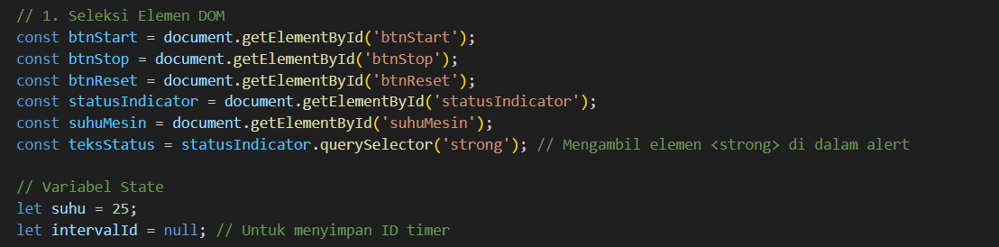 // 1. Seleksi Elemen DOM
const btnStart = document.getElementById('btnStart');
const btnStop = document.getElementById('btnStop');
const btnReset = document.getElementById('btnReset');
const statusIndicator = document.getElementById('statusIndicator');
const suhuMesin = document.getElementById('suhuMesin');
const teksStatus = statusIndicator.querySelector('strong'); // Mengambil elemen <strong> di dalam alert

// Variabel State
let suhu = 25;
let intervalId = null; // Untuk menyimpan ID timer